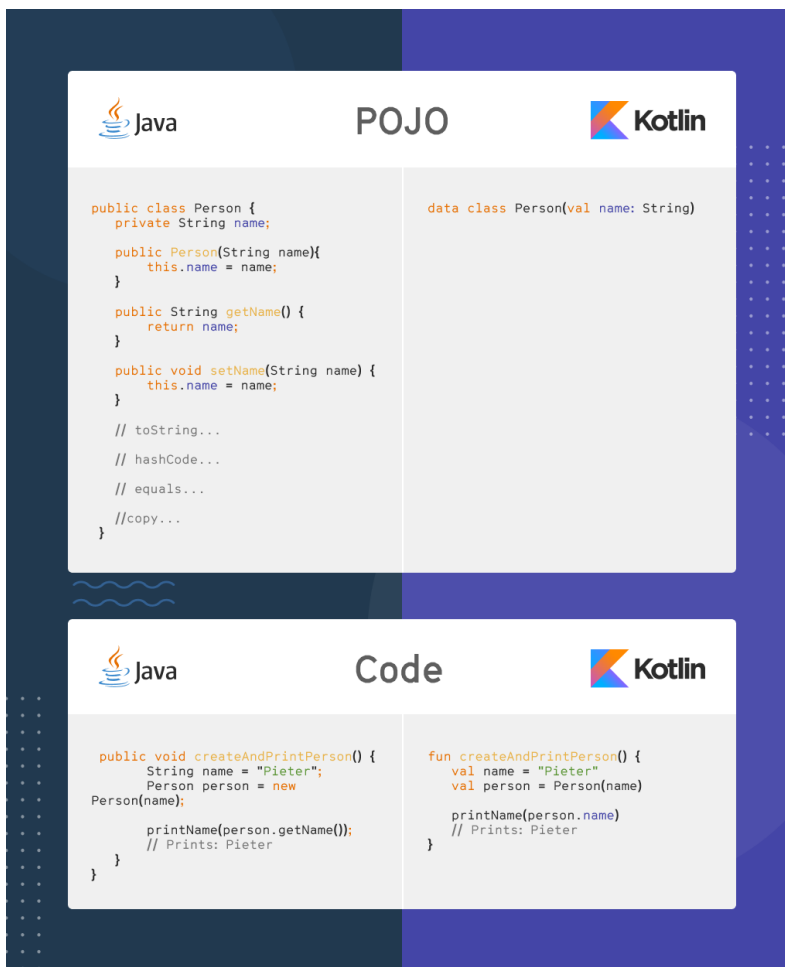 Java
POJO
Kotlin
public class Person {
private String name;
public Person(String name){
this.name = name;
}
public String getName() {
return name;
}
public void setName(String name) {
this.name = name;
}
// toString...
// hashCode...
// equals...
//copy...
}
data class Person(val name: String)
Java
Code
Kotlin
public void createAndPrintPerson() {
String name = "Pieter";
Person person = new
Person(name);
printName(person.getName());
// Prints: Pieter
}
}
fun createAndPrintPerson() {
val name = "Pieter"
val person = Person(name)
printName(person.name)
// Prints: Pieter
}